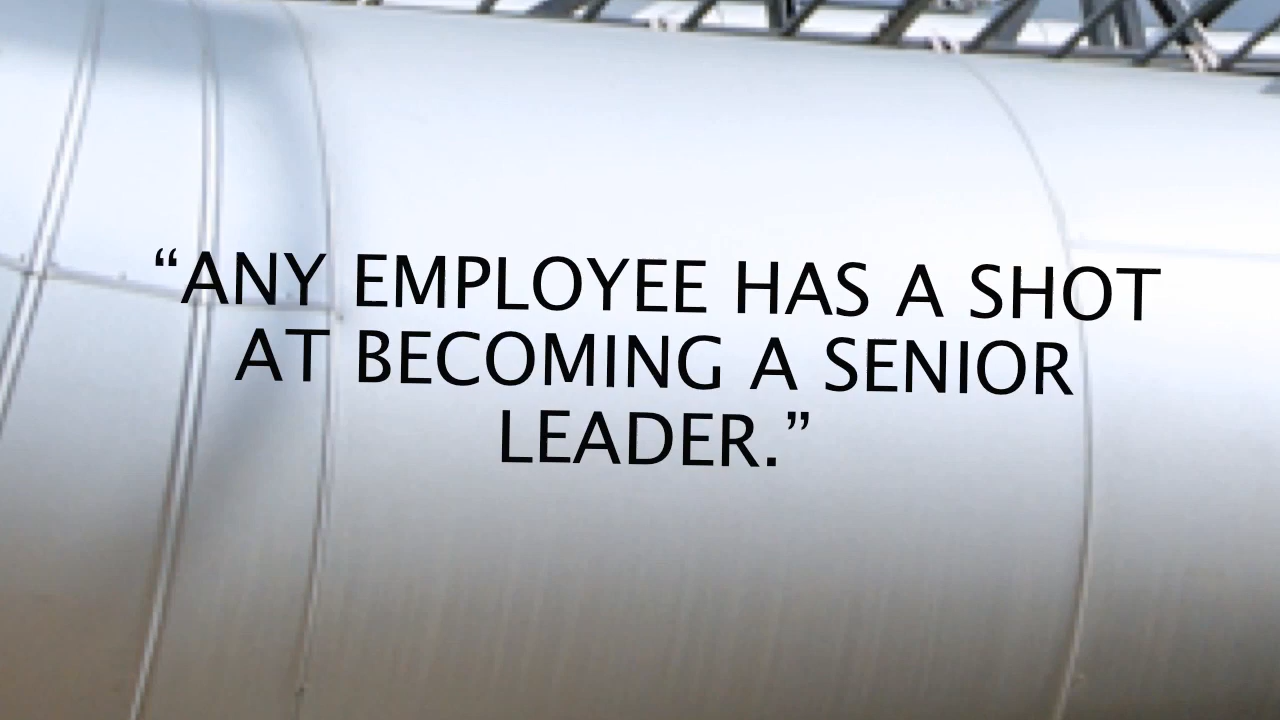 “ANY EMPLOYEE HAS A SHOT
AT BECOMING A SENIOR
LEADER.”